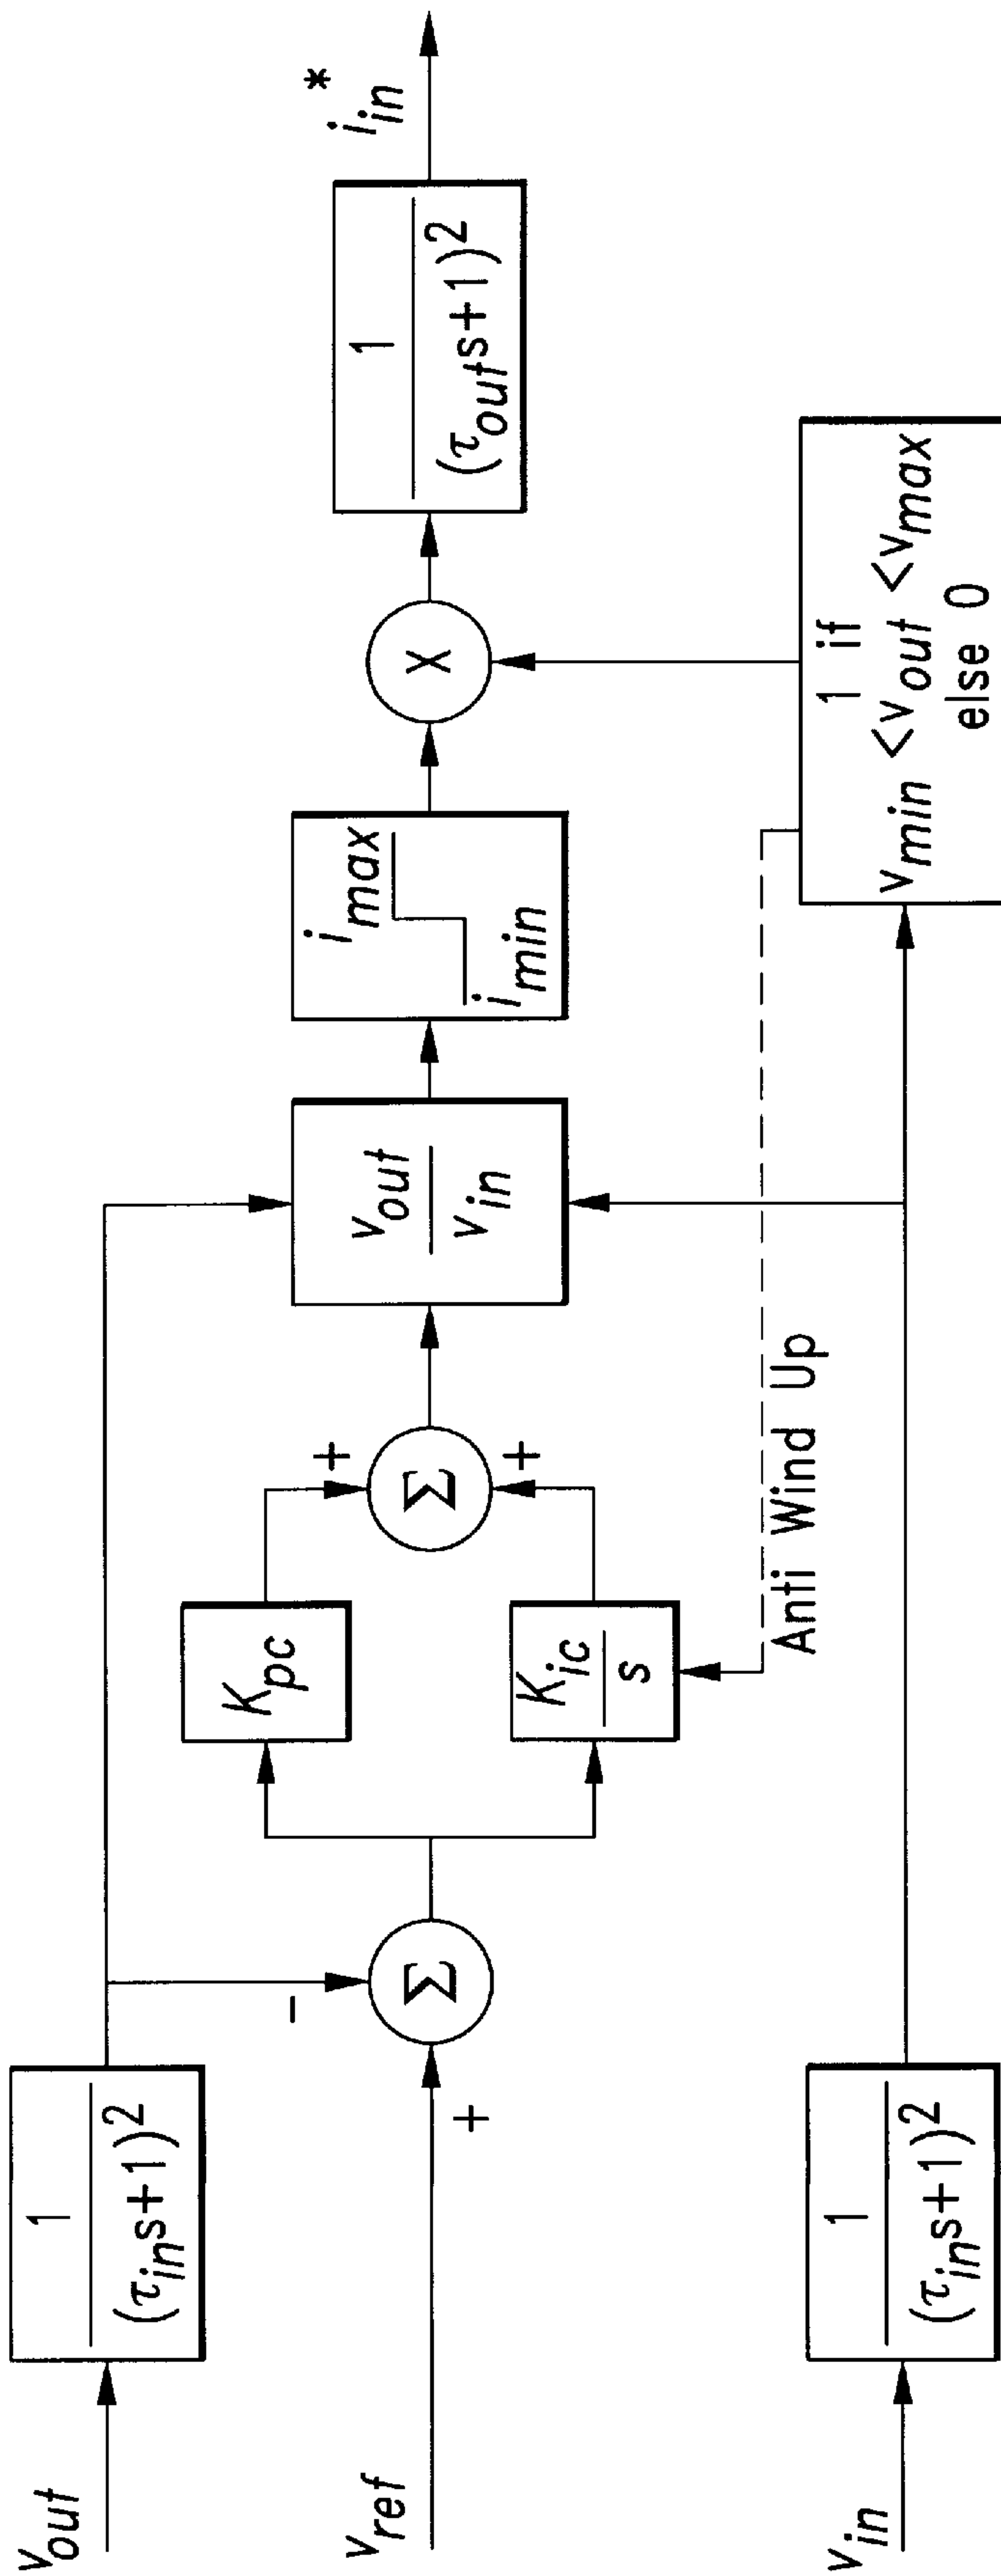 v_out
1
(τ_in s+1)^2
v_ref
+
-
Σ
K_pc
K_ic
s
+
+
Σ
v_out
v_in
i_max
i_min
X
1
(τ_out s+1)^2
i_in^*
Anti Wind Up
v_in
1
(τ_in s+1)^2
1 if
v_min <v_out <v_max
else 0